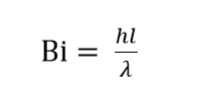 Bi = hl / λ